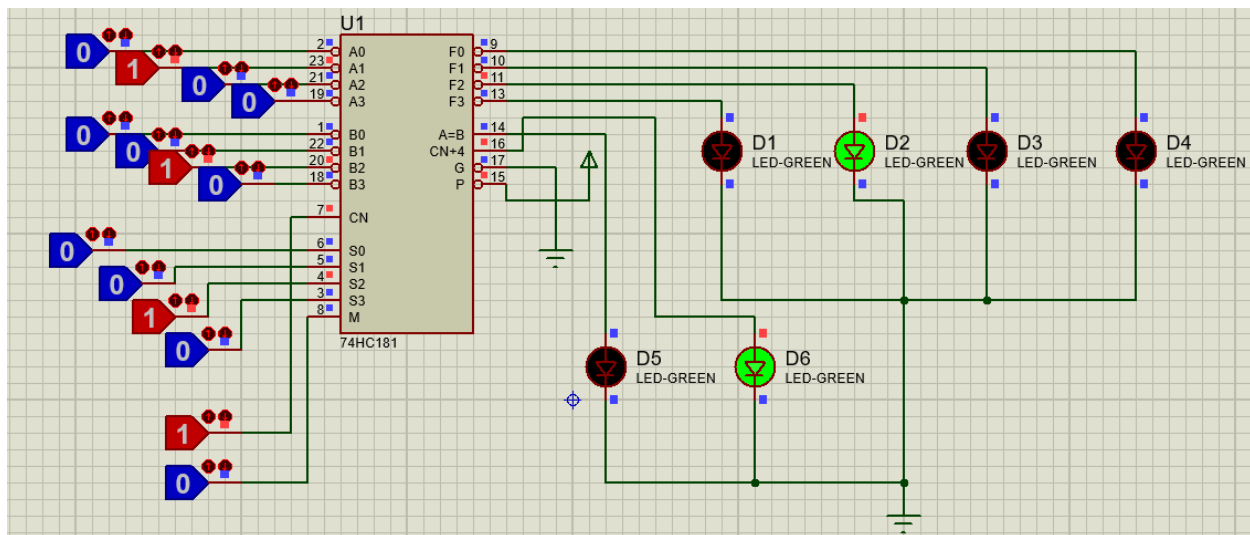 U1
0 2 A0 F0 9
1 23 A1 F1 10
0 21 A2 F2 11
0 19 A3 F3 13
0 1 B0 A=B 14
0 22 B1 CN+4 16
1 20 B2 G 17
0 18 B3 P 15
7 CN
0 6 S0
0 5 S1
1 4 S2
0 3 S3
8 M
74HC181
1
0
D1
LED-GREEN
D2
LED-GREEN
D3
LED-GREEN
D4
LED-GREEN
D5
LED-GREEN
D6
LED-GREEN